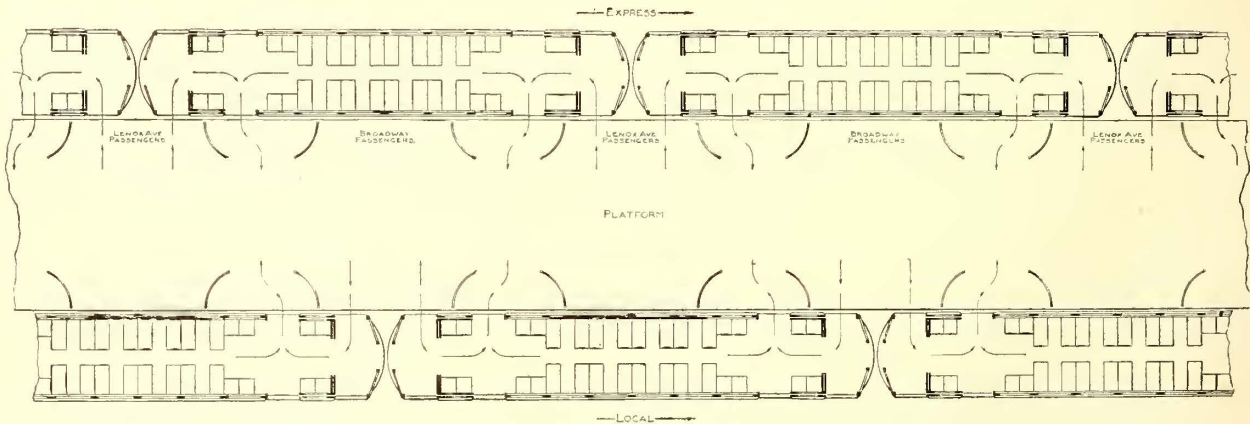 EXPRESS
LENOX AVE
PASSENGERS
BROADWAY
PASSENGERS.
LENOX AVE
PASSENGERS
BROADWAY
PASSENGERS
LENOX AVE
PASSENGERS
PLATFORM
LOCAL